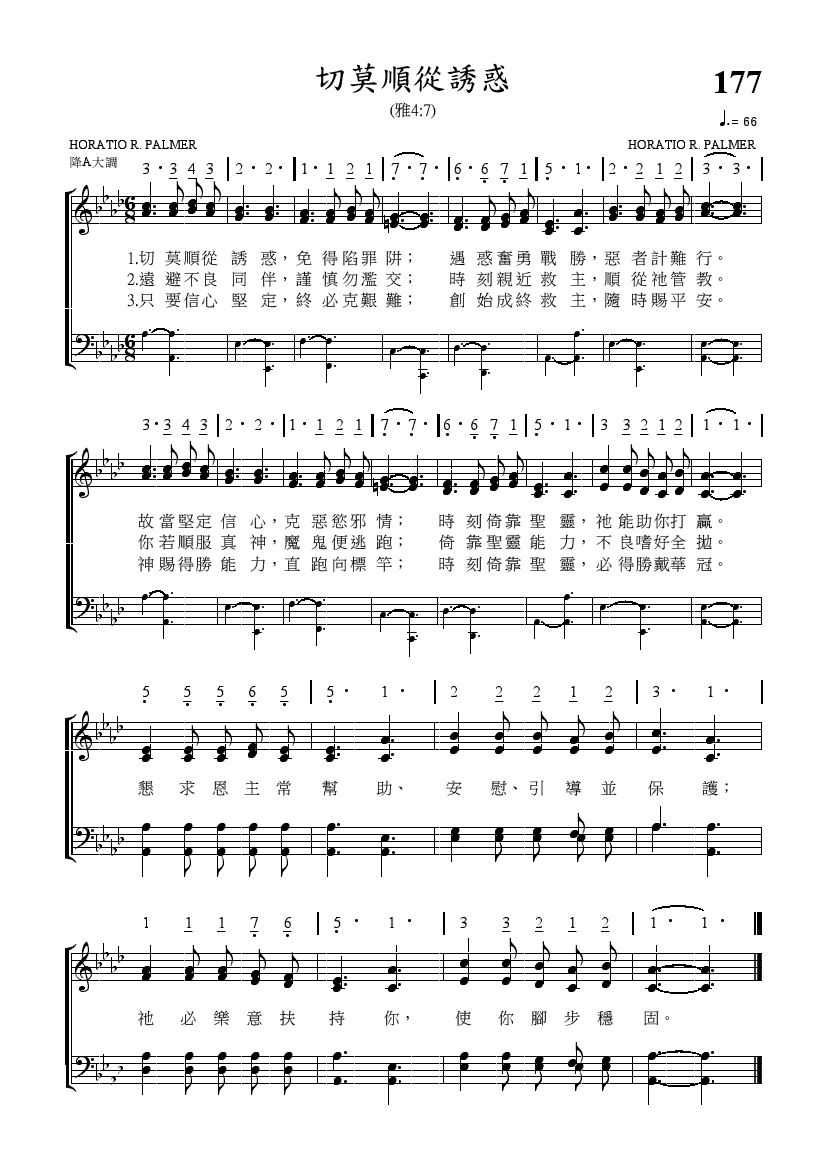 切莫順從誘惑
177
(雅4:7)
♩.= 66
HORATIO R. PALMER
HORATIO R. PALMER
降A大調
3 · 3 4 3 | 2 · 2 · | 1 · 1 2 1 | 7 · 7 · | 6 · 6 7 1 | 5 · 1 · | 2 · 2 1 2 | 3 · 3 · |
1.切莫順從誘惑，免得陷罪阱； 遇惑奮勇戰勝，惡者計難行。
2.遠避不良同伴，謹慎勿濫交； 時刻親近救主，順從祂管教。
3.只要信心堅定，終必克艱難； 創始成終救主，隨時賜平安。
3 · 3 4 3 | 2 · 2 · | 1 · 1 2 1 | 7 · 7 · | 6 · 6 7 1 | 5 · 1 · | 3 3 2 1 2 | 1 · 1 · |
故當堅定信心，克惡慾邪情； 時刻倚靠聖靈，祂能助你打贏。
你若順服真神，魔鬼便逃跑； 倚靠聖靈能力，不良嗜好全拋。
神賜得勝能力，直跑向標竿； 時刻倚靠聖靈，必得勝戴華冠。
5 5 5 6 5 | 5 · 1 · | 2 2 2 1 2 | 3 · 1 · |
懇求恩主常幫助、安慰、引導並保護；
1 1 1 7 6 | 5 · 1 · | 3 3 2 1 2 | 1 · 1 ·
祂必樂意扶持你，使你腳步穩固。